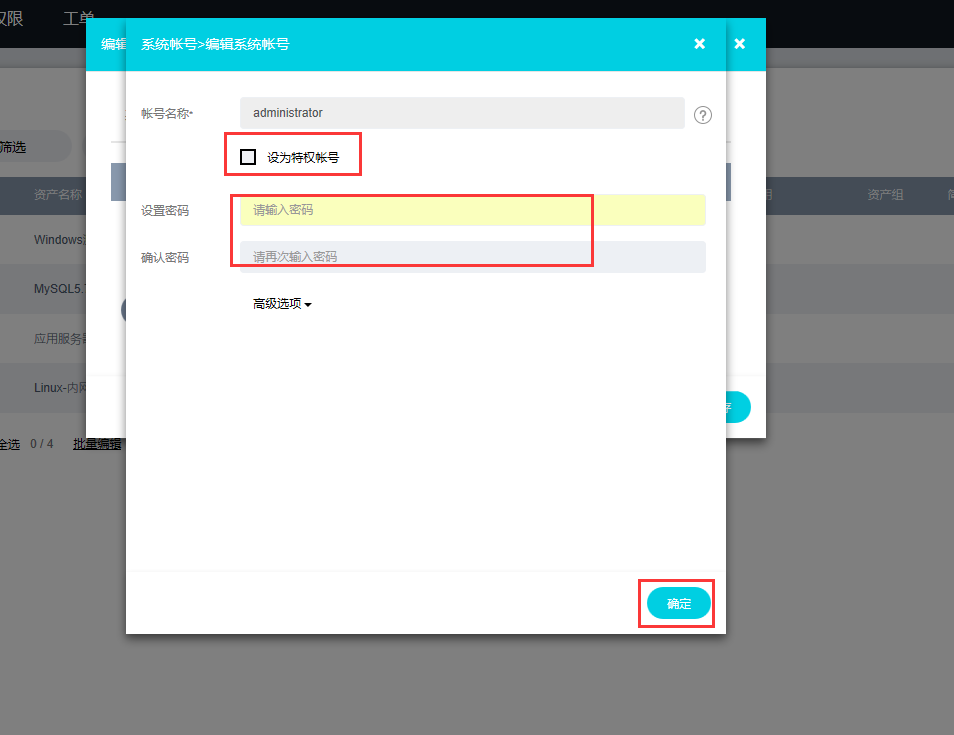 权限 工单
编辑
系统帐号>编辑系统帐号
帐号名称* administrator
设为特权帐号
筛选
资产名称 资产组
设置密码 请输入密码
Windows
确认密码 请再次输入密码
MySQL5.
高级选项
应用服务器
Linux-内网
全选 0 / 4 批量编辑
确定